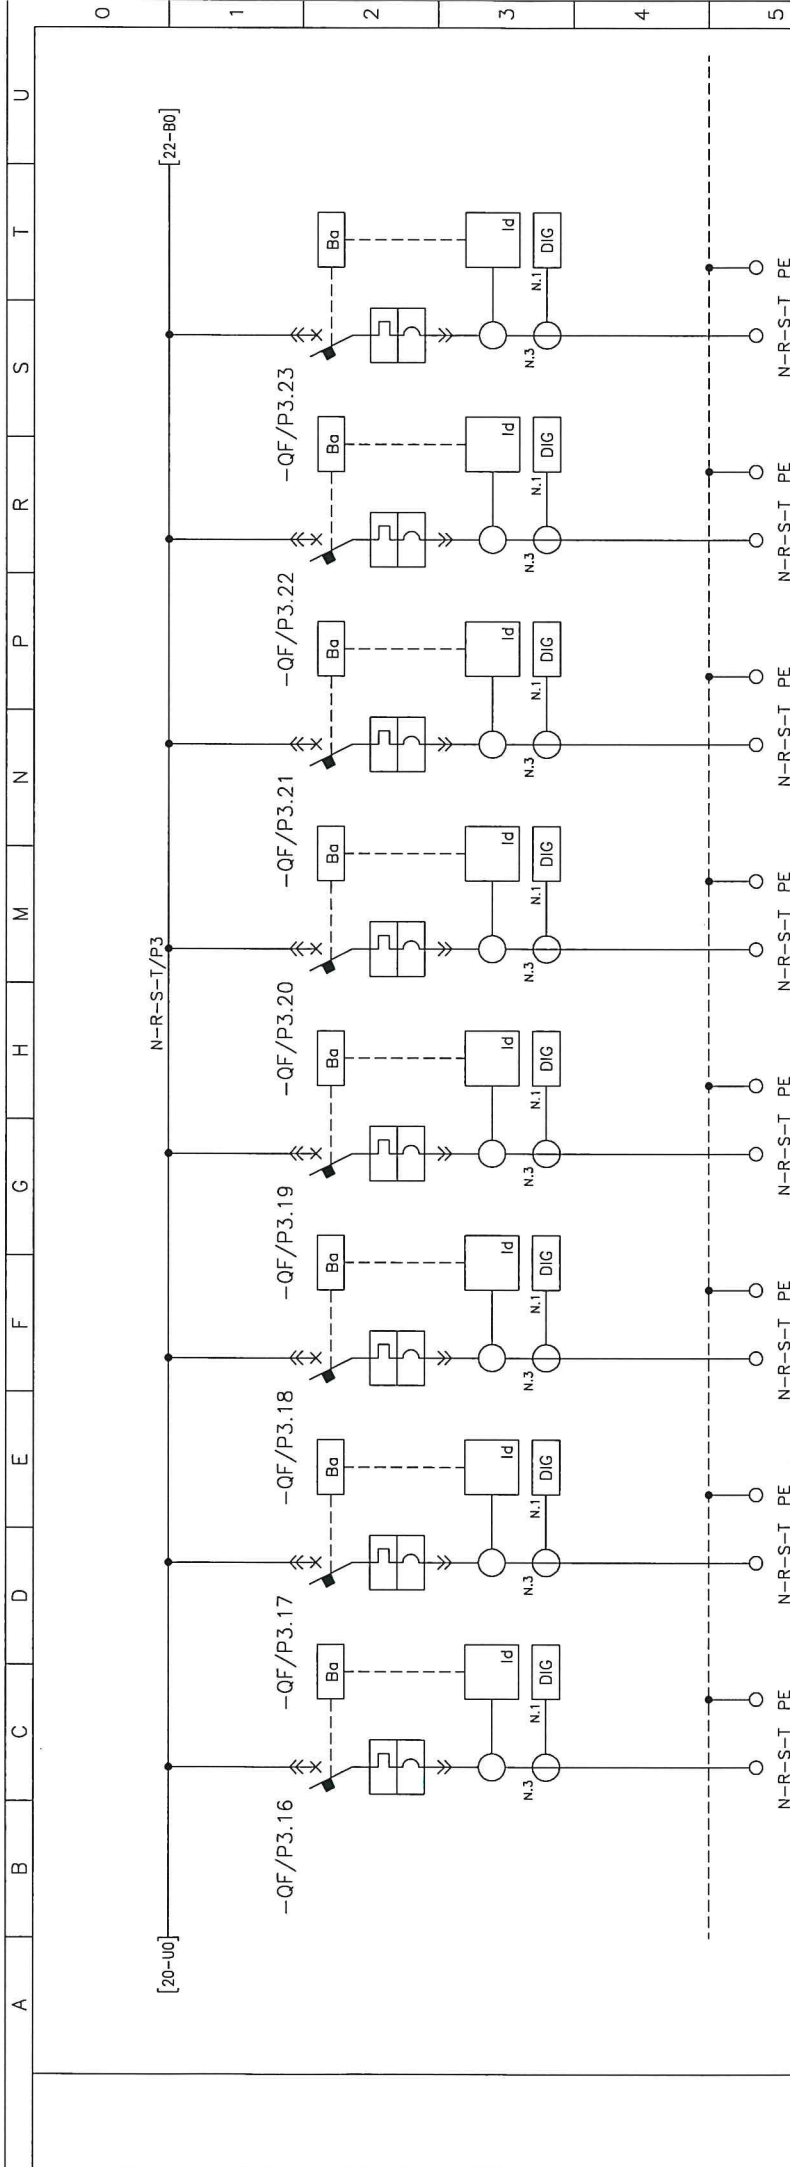 A B C D E F G H M N P R S T U
0
[20-U0] N-R-S-T/P3 [22-B0]
1
-QF/P3.16 -QF/P3.17 -QF/P3.18 -QF/P3.19 -QF/P3.20 -QF/P3.21 -QF/P3.22 -QF/P3.23
2
Ba Ba Ba Ba Ba Ba Ba Ba
3
Id Id Id Id Id Id Id Id
N.3 N.1 N.3 N.1 N.3 N.1 N.3 N.1 N.3 N.1 N.3 N.1 N.3 N.1 N.3 N.1
DIG DIG DIG DIG DIG DIG DIG DIG
4
5
N-R-S-T PE N-R-S-T PE N-R-S-T PE N-R-S-T PE N-R-S-T PE N-R-S-T PE N-R-S-T PE N-R-S-T PE